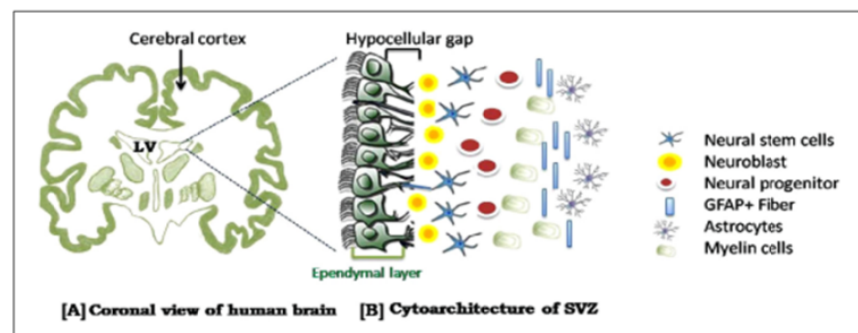 Cerebral cortex
Hypocellular gap
LV
Neural stem cells
Neuroblast
Neural progenitor
GFAP+ Fiber
Astrocytes
Myelin cells
Ependymal layer
[A] Coronal view of human brain
[B] Cytoarchitecture of SVZ